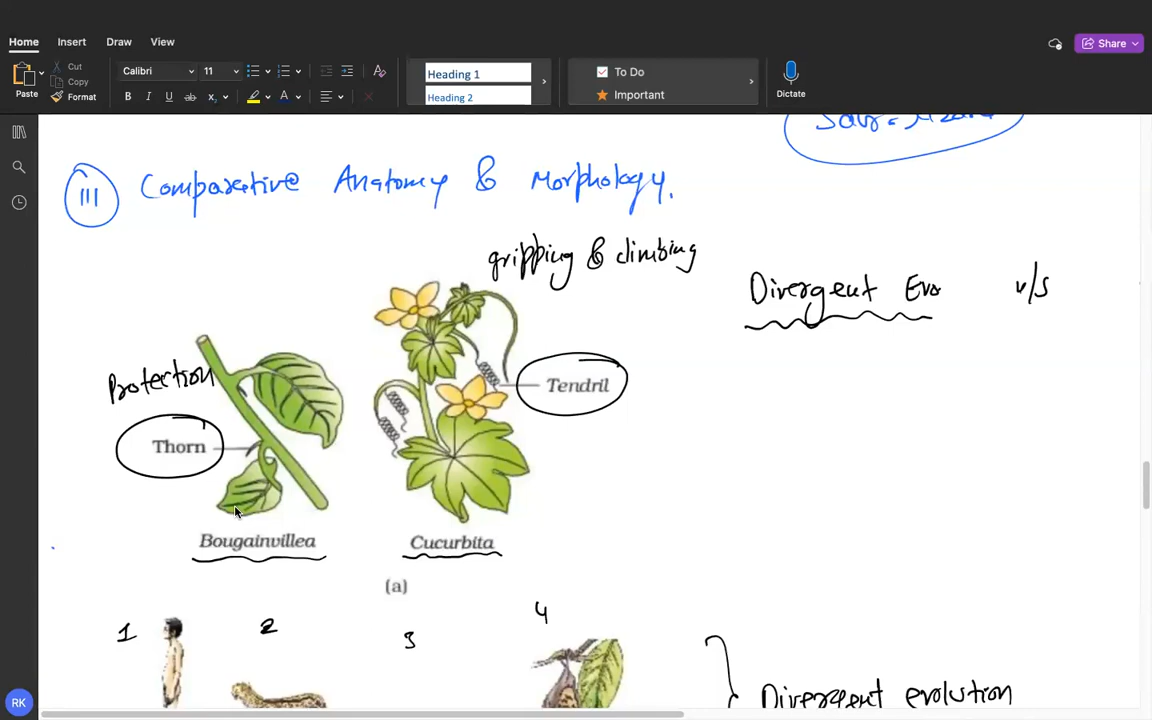 Home Insert Draw View
Share
Cut
Copy
Paste
Format
Calibri 11
B I U ab x₂ A
Heading 1
Heading 2
To Do
Important
Dictate
III Comparative Anatomy & Morphology.
gripping & climbing
Divergent Evo v/s
Protection
Tendril
Thorn
Bougainvillea
Cucurbita
(a)
1 2 3 4
Divergent evolution
RK